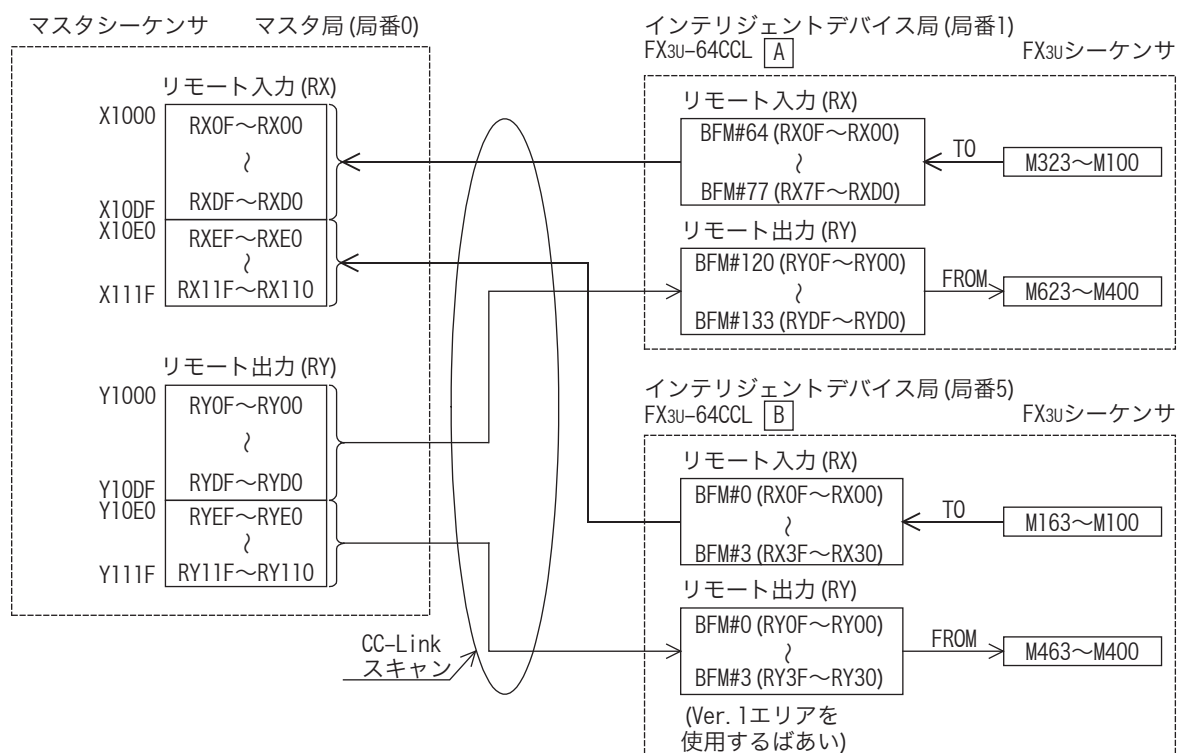 マスタシーケンサ マスタ局(局番0)
リモート入力(RX)
X1000
RX0F～RX00
～
RXDF～RXD0
X10DF
X10E0
RXEF～RXE0
～
RX11F～RX110
X111F
リモート出力(RY)
Y1000
RY0F～RY00
～
RYDF～RYD0
Y10DF
Y10E0
RYEF～RYE0
～
RY11F～RY110
Y111F
CC-Link
スキャン
インテリジェントデバイス局(局番1)
FX3U-64CCL A FX3Uシーケンサ
リモート入力(RX)
BFM#64(RX0F～RX00)
～
BFM#77(RX7F～RXD0)
TO
M323～M100
リモート出力(RY)
BFM#120(RY0F～RY00)
～
BFM#133(RYDF～RYD0)
FROM
M623～M400
インテリジェントデバイス局(局番5)
FX3U-64CCL B FX3Uシーケンサ
リモート入力(RX)
BFM#0(RX0F～RX00)
～
BFM#3(RX3F～RX30)
TO
M163～M100
リモート出力(RY)
BFM#0(RY0F～RY00)
～
BFM#3(RY3F～RY30)
FROM
M463～M400
(Ver.1エリアを
使用するばあい)